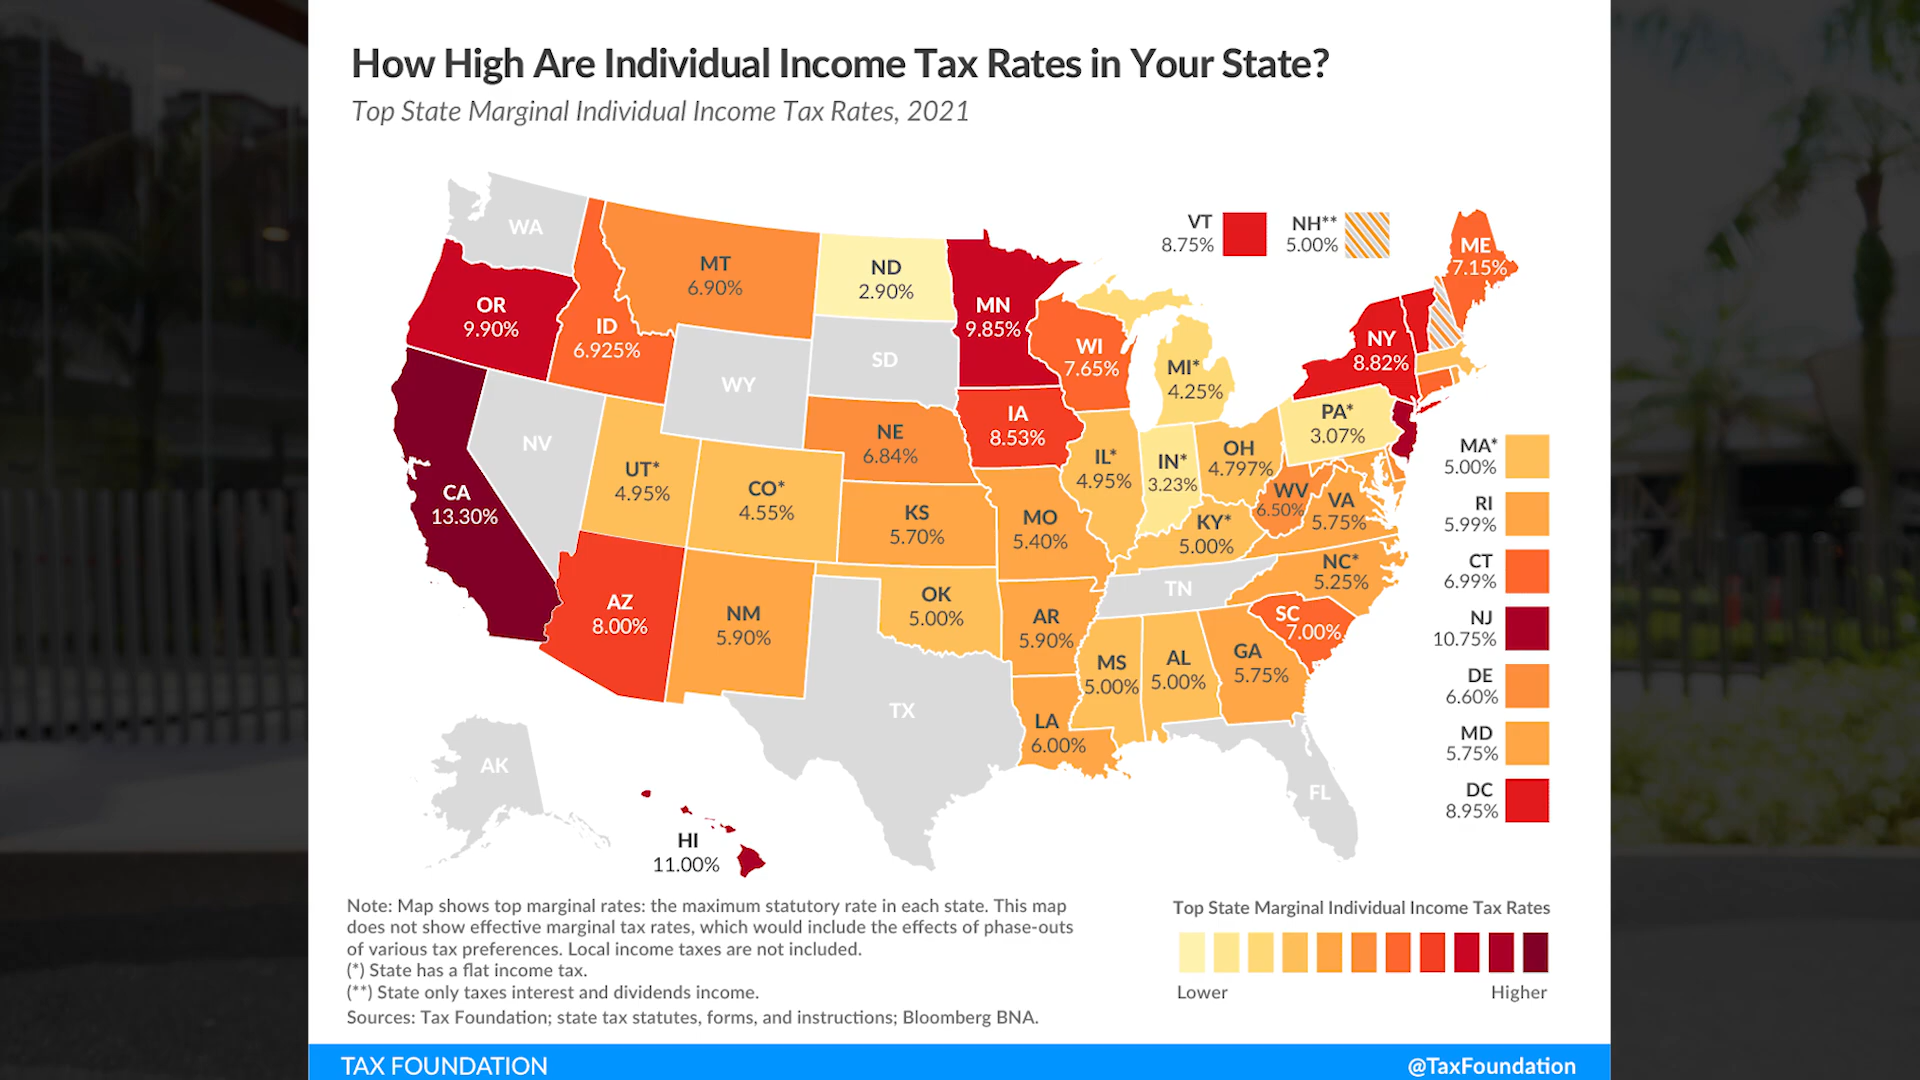 How High Are Individual Income Tax Rates in Your State?
Top State Marginal Individual Income Tax Rates, 2021
WA
OR
9.90%
ID
6.925%
MT
6.90%
ND
2.90%
MN
9.85%
WI
7.65%
VT
8.75%
NH**
5.00%
ME
7.15%
NY
8.82%
WY
SD
MI*
4.25%
NV
UT*
4.95%
CO*
4.55%
NE
6.84%
IA
8.53%
IL*
4.95%
IN*
3.23%
OH
4.797%
PA*
3.07%
CA
13.30%
KS
5.70%
MO
5.40%
KY*
5.00%
WV
6.50%
VA
5.75%
NC*
5.25%
TN
AZ
8.00%
NM
5.90%
OK
5.00%
AR
5.90%
SC
7.00%
MS
5.00%
AL
5.00%
GA
5.75%
TX
LA
6.00%
FL
AK
HI
11.00%
MA*
5.00%
RI
5.99%
CT
6.99%
NJ
10.75%
DE
6.60%
MD
5.75%
DC
8.95%
Note: Map shows top marginal rates: the maximum statutory rate in each state. This map
does not show effective marginal tax rates, which would include the effects of phase-outs
of various tax preferences. Local income taxes are not included.
(*) State has a flat income tax.
(**) State only taxes interest and dividends income.
Sources: Tax Foundation; state tax statutes, forms, and instructions; Bloomberg BNA.
Top State Marginal Individual Income Tax Rates
Lower
Higher
TAX FOUNDATION
@TaxFoundation